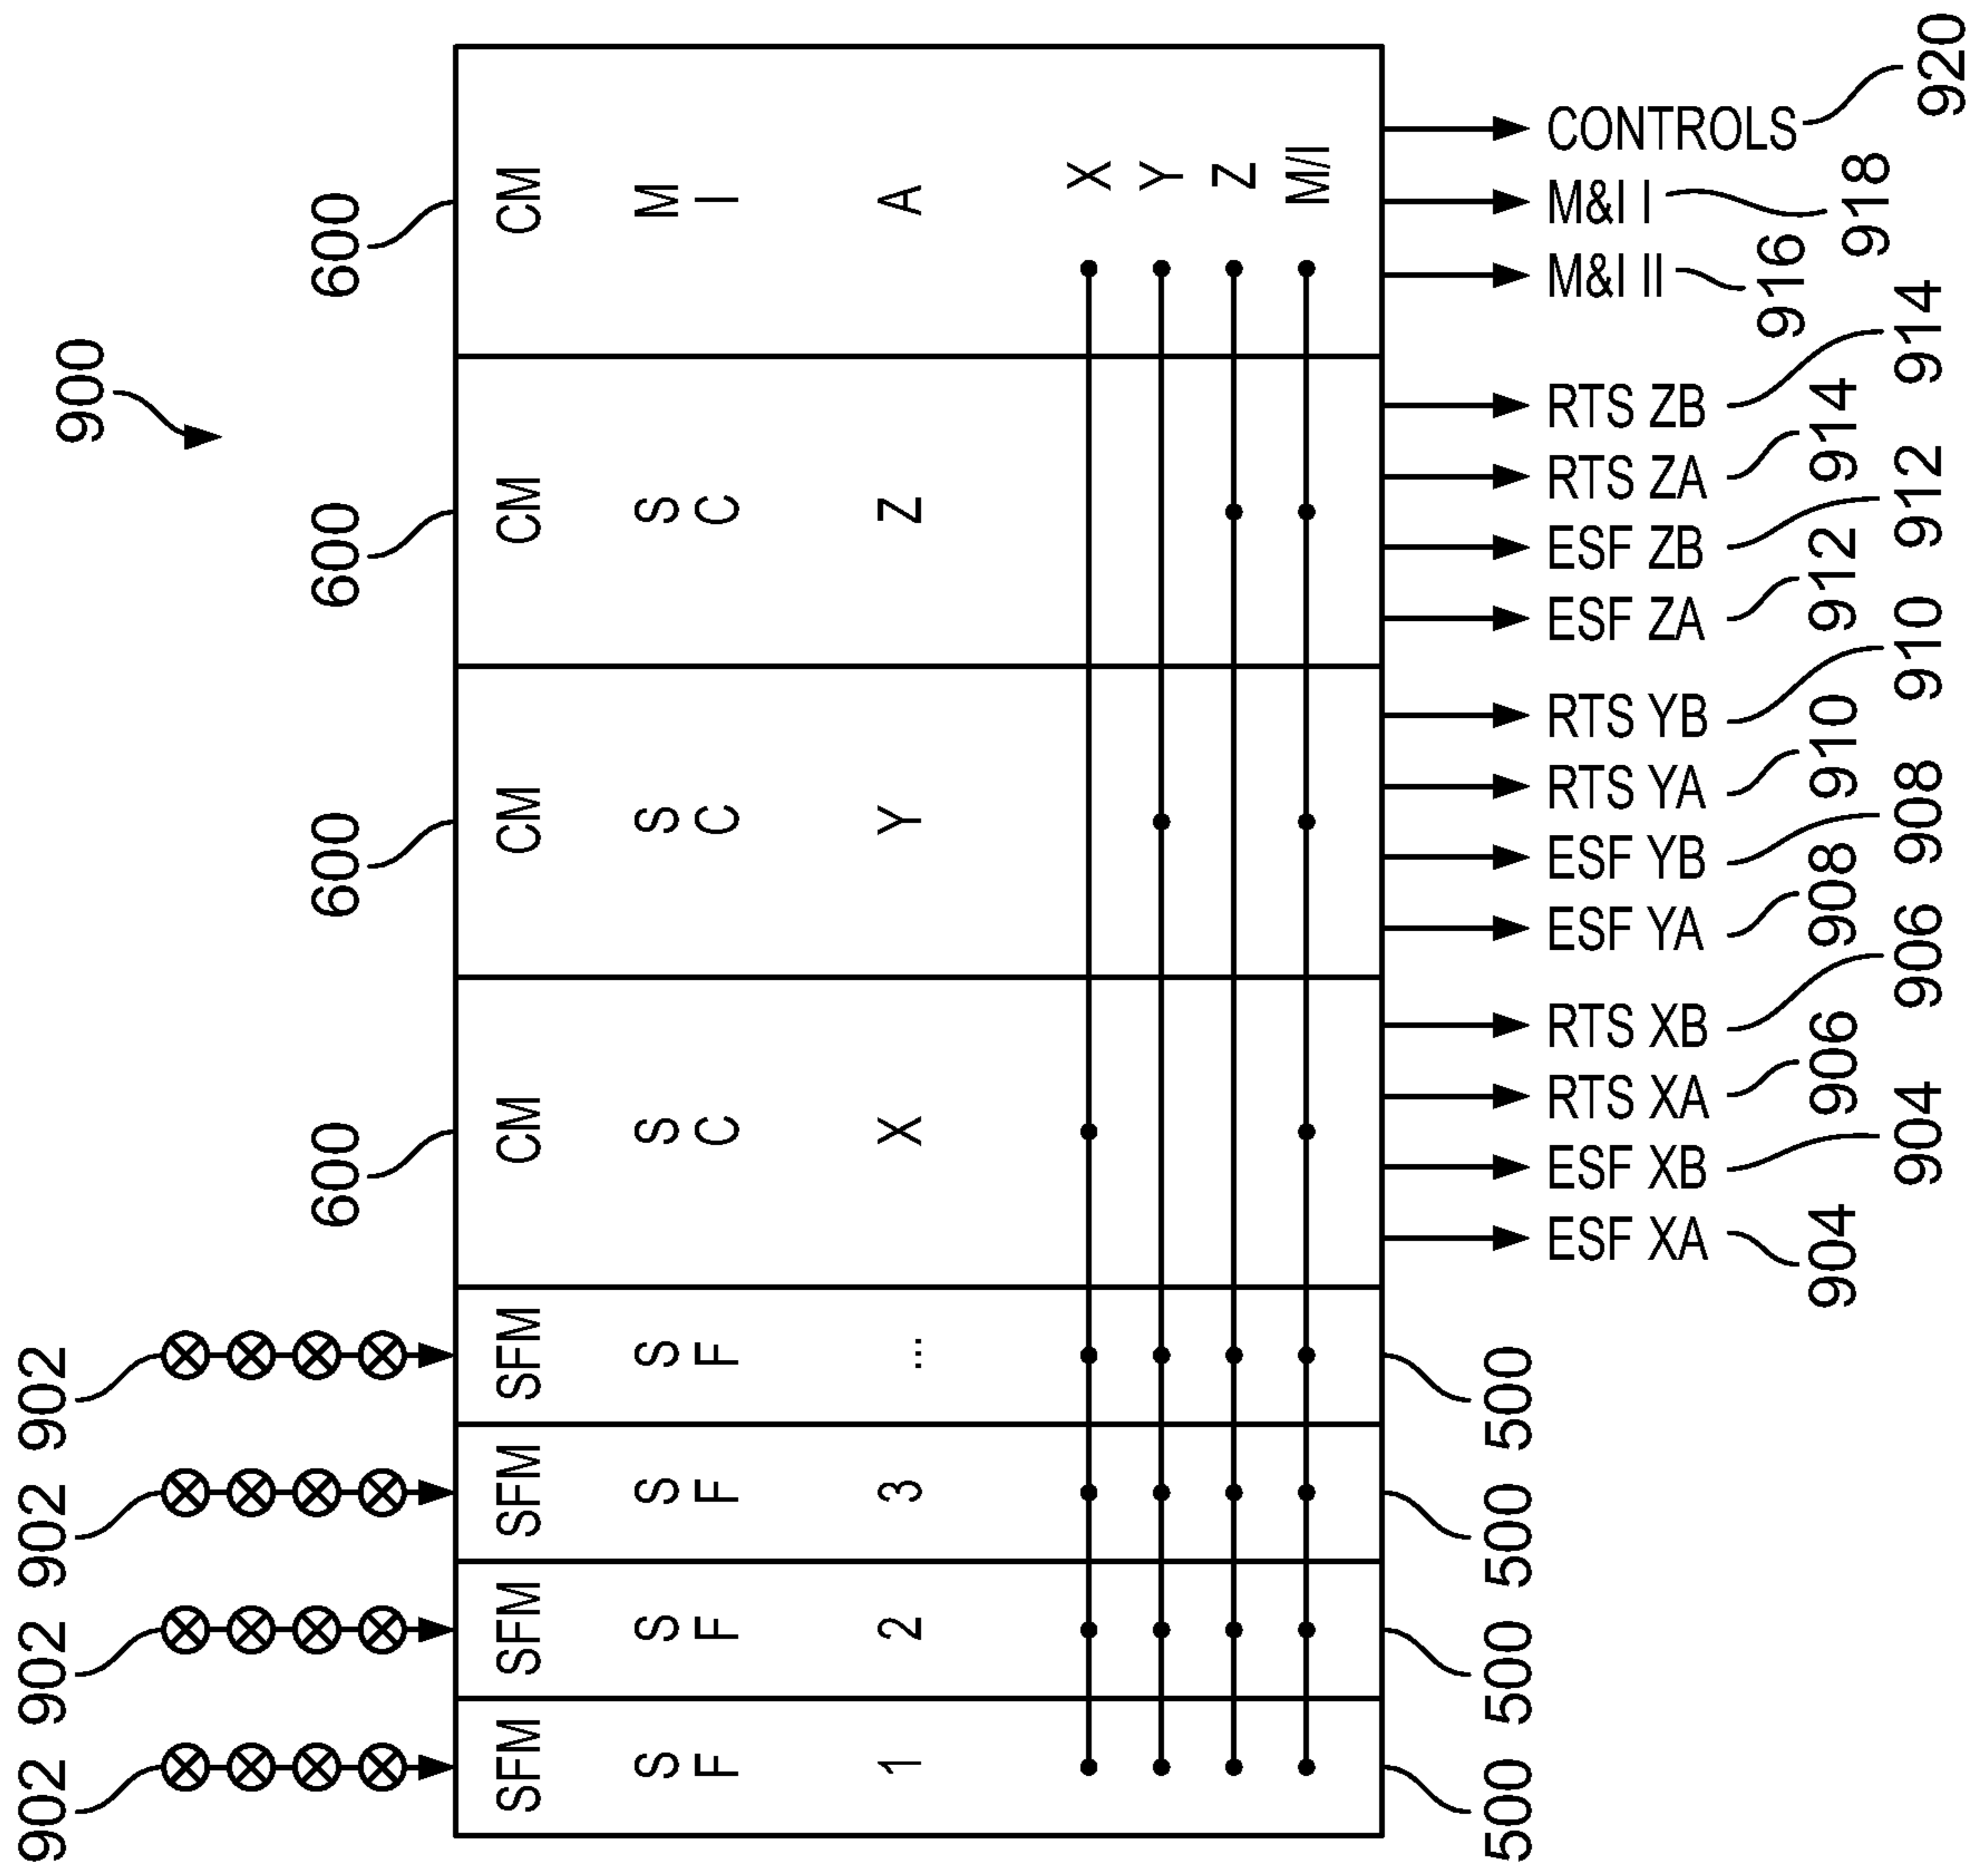 900
902 902 902 902
600 600 600 600
SFM SFM SFM SFM CM CM CM CM
S S S S S S S M
F F F F C C C I
1 2 3 ... X Y Z A
X
Y
Z
M/I
500 500 500 500
ESF XA
ESF XB
RTS XA
RTS XB
ESF YA
ESF YB
RTS YA
RTS YB
ESF ZA
ESF ZB
RTS ZA
RTS ZB
M&I II
M&I I
CONTROLS
904 906 908 910 912 914 916 918
904 906 908 910 912 914 920